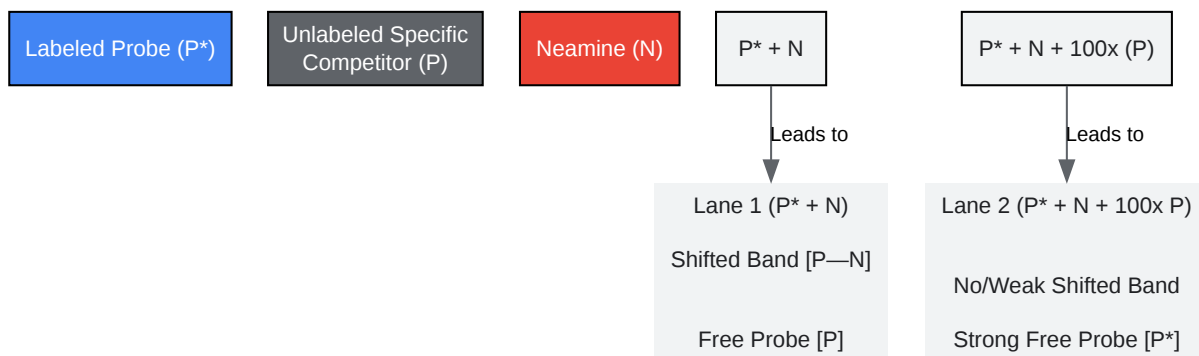 Labeled Probe (P*)
Unlabeled Specific
Competitor (P)
Neamine (N)
P* + N
P* + N + 100x (P)
Leads to
Leads to
Lane 1 (P* + N)
Shifted Band [P—N]
Free Probe [P]
Lane 2 (P* + N + 100x P)
No/Weak Shifted Band
Strong Free Probe [P*]